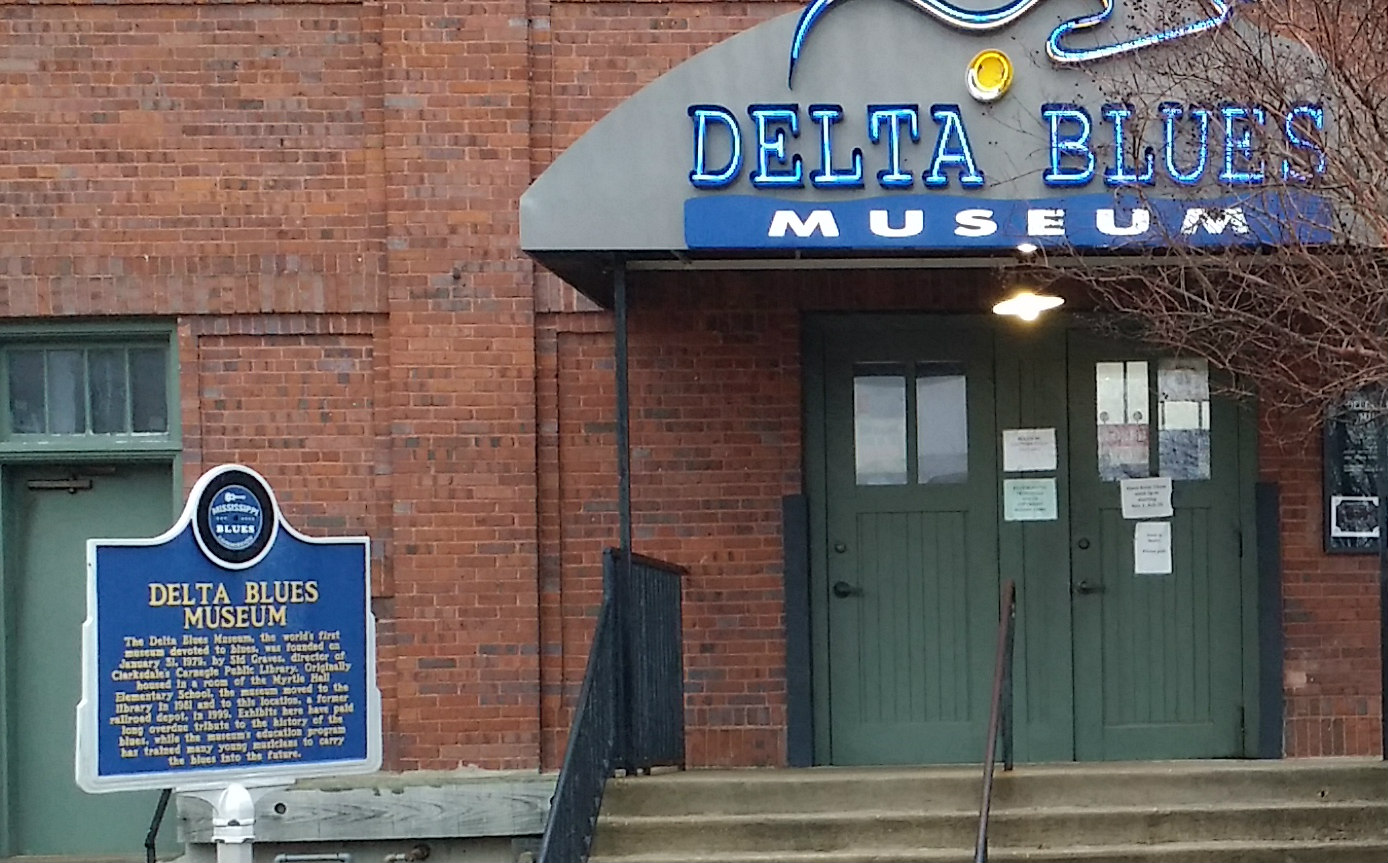 DELTA BLUES
MUSEUM
MISSISSIPPI
BLUES
DELTA BLUES
MUSEUM
The Delta Blues Museum, the world's first
museum devoted to blues, was founded on
January 31, 1979, by Sid Graves, director of
Clarksdale's Carnegie Public Library. Originally
housed in a room of the Myrtle Hall
Elementary School, the museum moved to the
library in 1981 and to this location, a former
railroad depot, in 1999. Exhibits here have paid
long overdue tribute to the history of the
blues, while the museum's education program
has trained many young musicians to carry
the blues into the future.